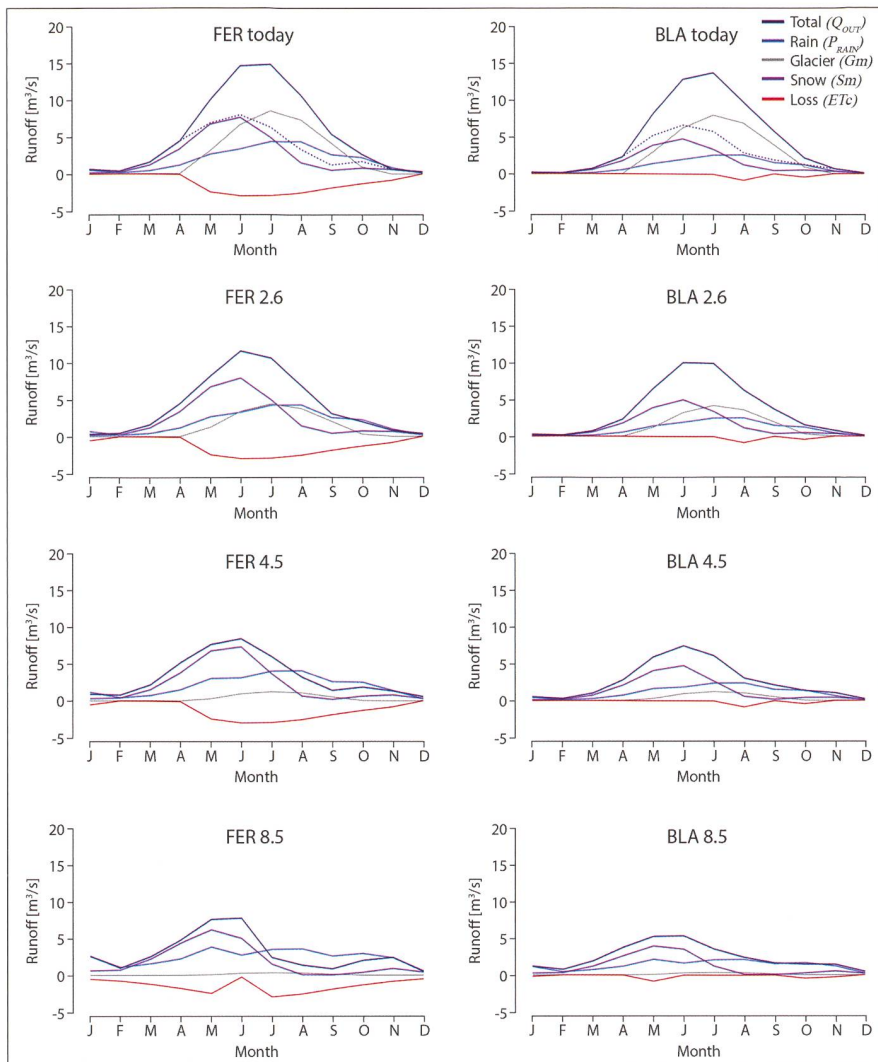 FER today
Runoff [m³/s]
20
15
10
5
0
-5
J F M A M J J A S O N D
Month
BLA today
Runoff [m³/s]
20
15
10
5
0
-5
J F M A M J J A S O N D
Month
Total (Q_OUT)
Rain (P_RAIN)
Glacier (Gm)
Snow (Sm)
Loss (ETc)
FER 2.6
Runoff [m³/s]
20
15
10
5
0
-5
J F M A M J J A S O N D
Month
BLA 2.6
Runoff [m³/s]
20
15
10
5
0
-5
J F M A M J J A S O N D
Month
FER 4.5
Runoff [m³/s]
20
15
10
5
0
-5
J F M A M J J A S O N D
Month
BLA 4.5
Runoff [m³/s]
20
15
10
5
0
-5
J F M A M J J A S O N D
Month
FER 8.5
Runoff [m³/s]
20
15
10
5
0
-5
J F M A M J J A S O N D
Month
BLA 8.5
Runoff [m³/s]
20
15
10
5
0
-5
J F M A M J J A S O N D
Month